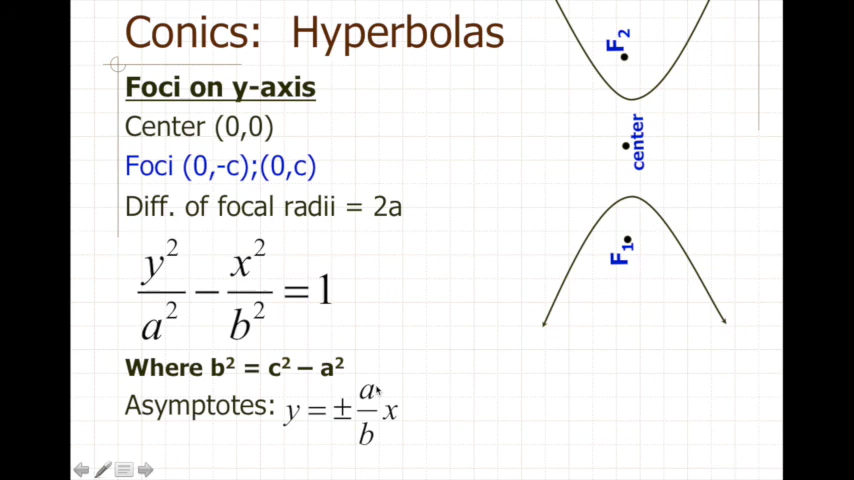 Conics: Hyperbolas
Foci on y-axis
Center (0,0)
Foci (0,-c);(0,c)
Diff. of focal radii = 2a
y²/a² − x²/b² = 1
Where b² = c² – a²
Asymptotes: y = ± a/b x
F₂
center
F₁